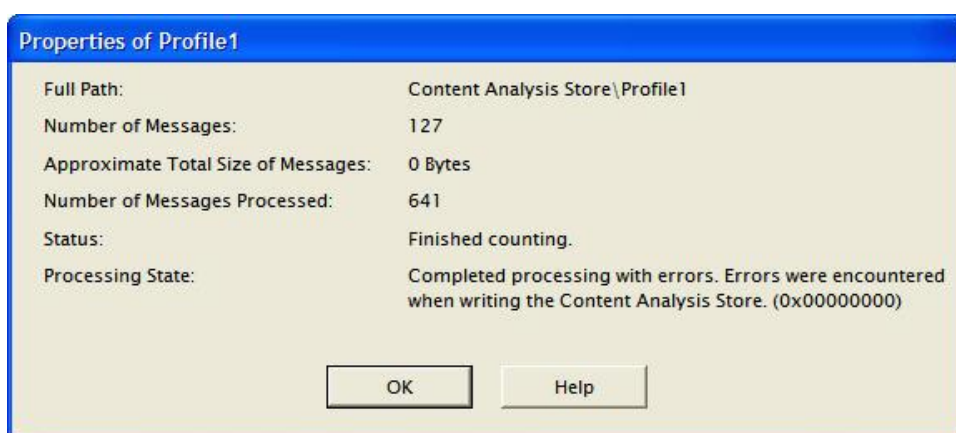 Properties of Profile1
Full Path: Content Analysis Store\Profile1
Number of Messages: 127
Approximate Total Size of Messages: 0 Bytes
Number of Messages Processed: 641
Status: Finished counting.
Processing State: Completed processing with errors. Errors were encountered
when writing the Content Analysis Store. (0x00000000)
OK Help